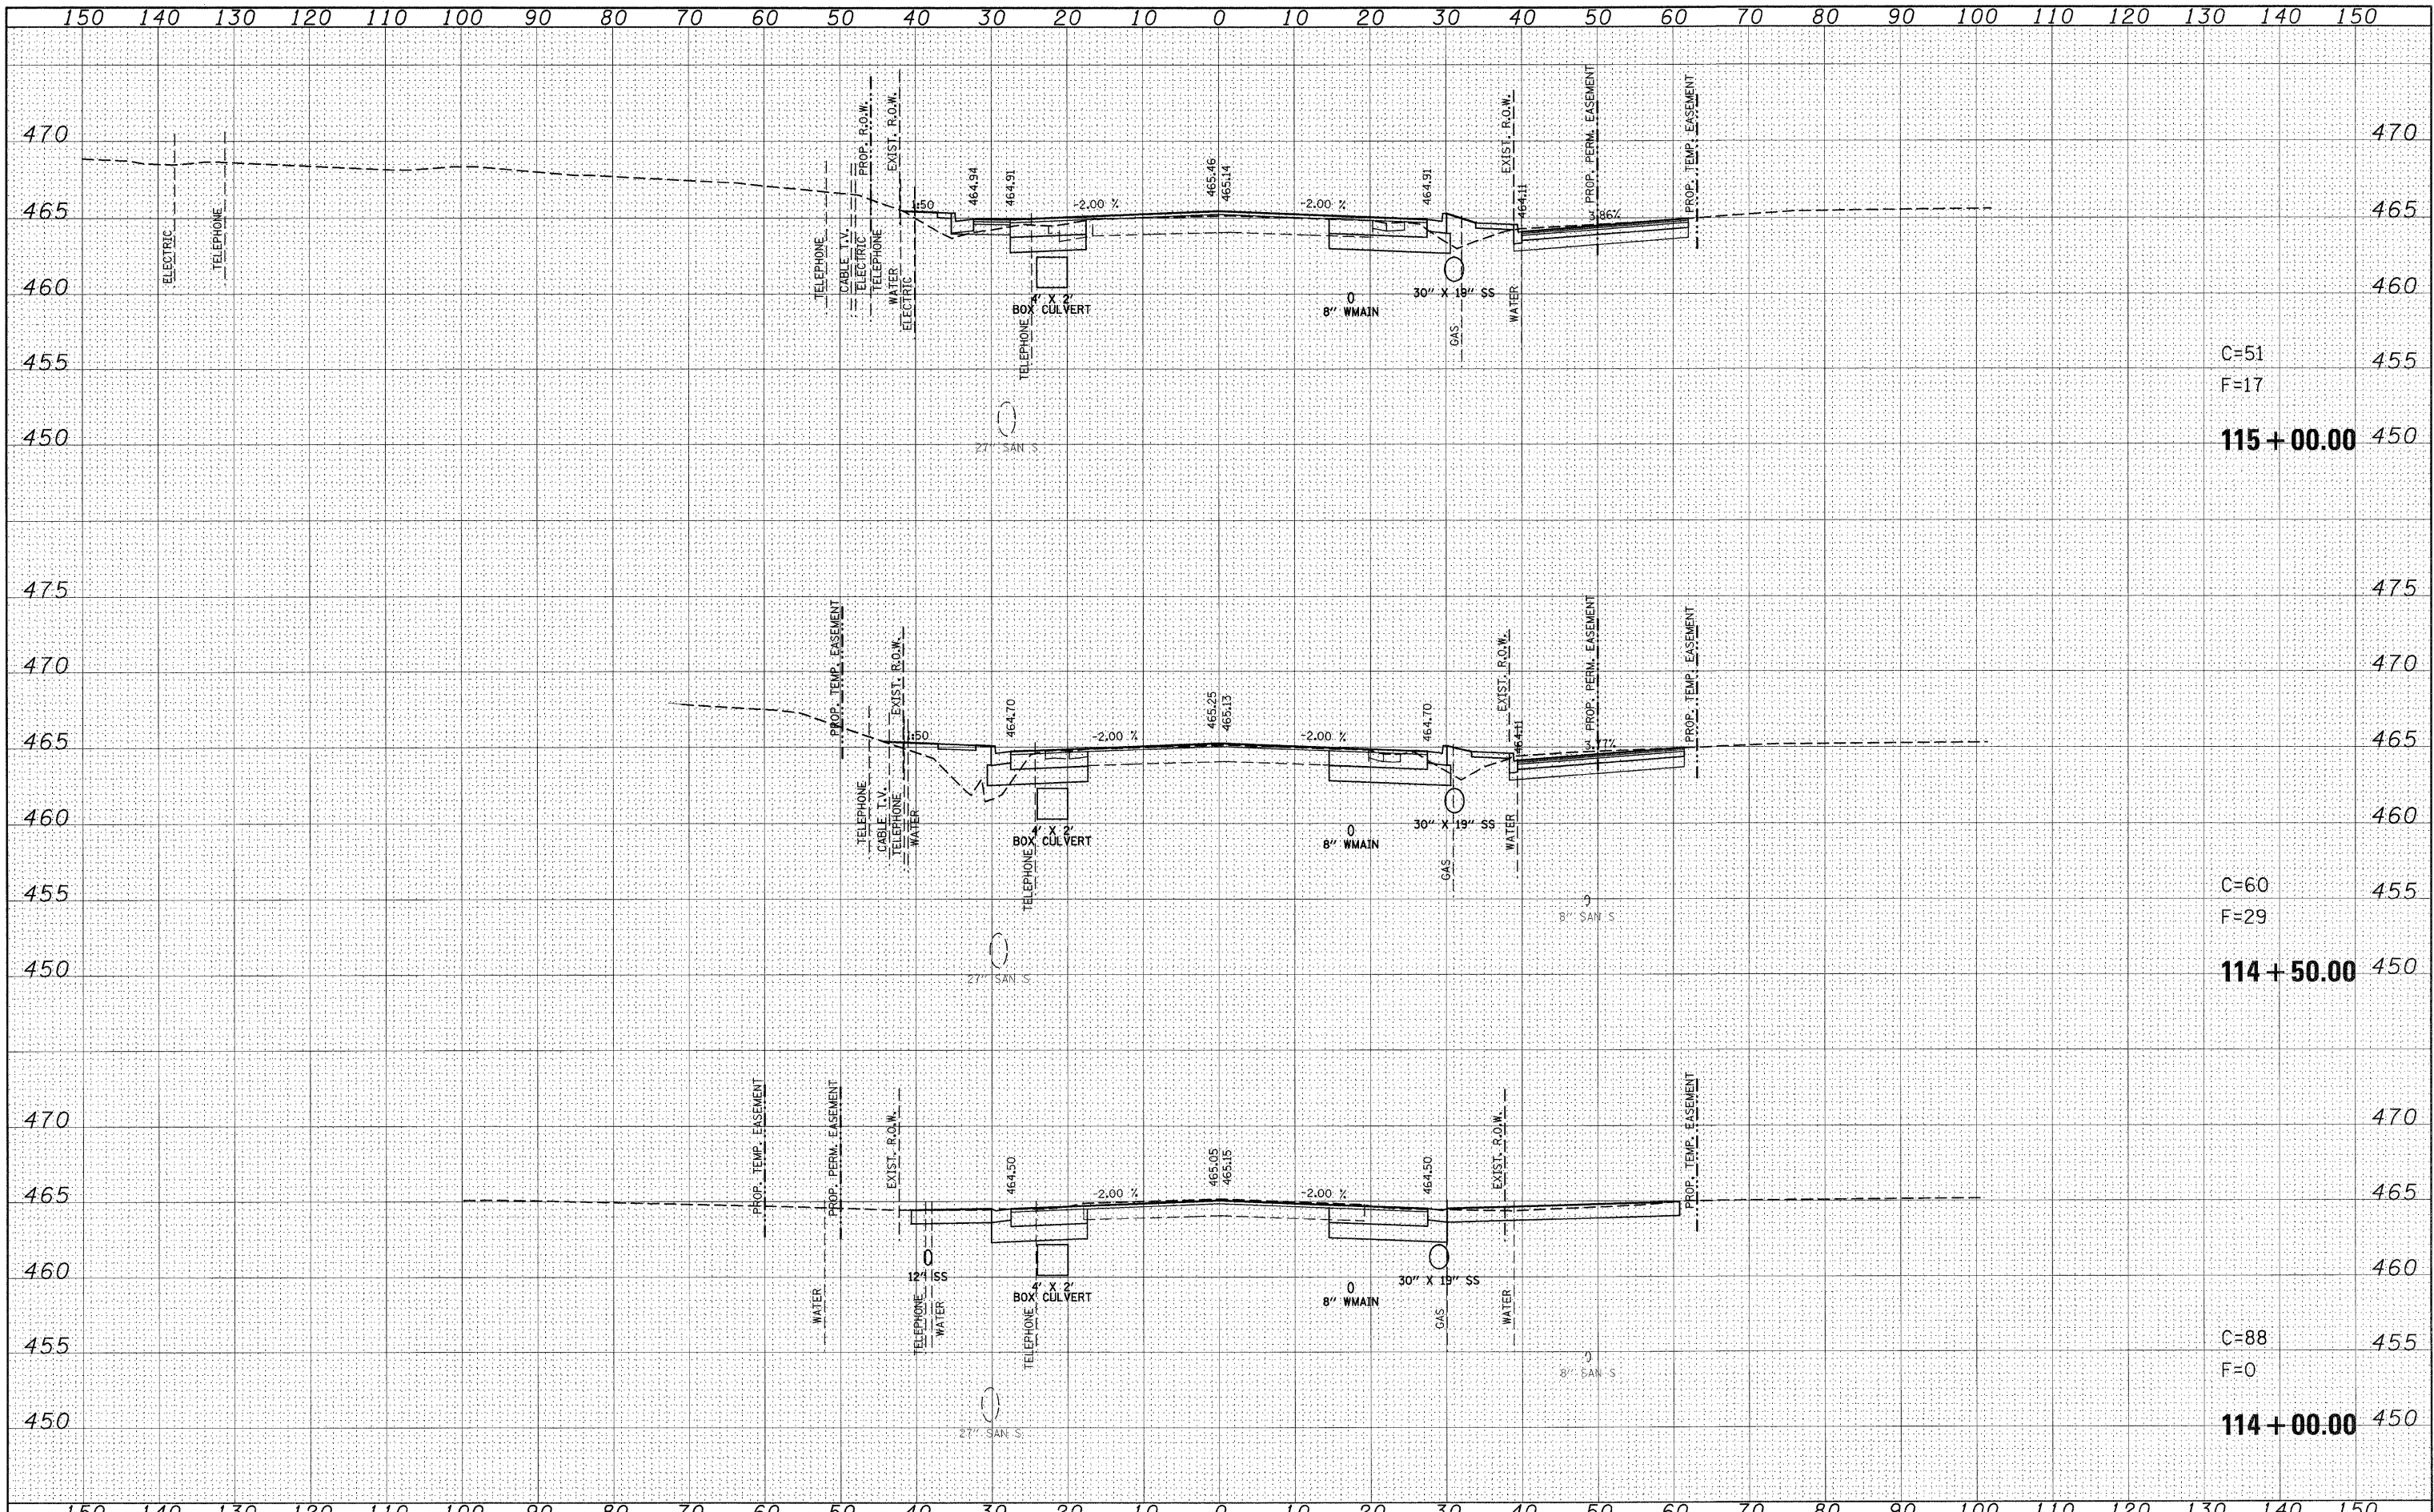 150 140 130 120 110 100 90 80 70 60 50 40 30 20 10 0 10 20 30 40 50 60 70 80 90 100 110 120 130 140 150
470 470
465 465
460 460
455 455
450 450
ELECTRIC
TELEPHONE
TELEPHONE
CABLE T.V.
ELECTRIC
PROP. R.O.W.
TELEPHONE
EXIST. R.O.W.
WATER
ELECTRIC
1:50
464.94
464.91
-2.00 %
465.46
465.14
-2.00 %
464.91
EXIST. R.O.W.
464.11
PROP. PERM. EASEMENT
3.86%
PROP. TEMP. EASEMENT
4' X 2'
BOX CULVERT
TELEPHONE
8" WMAIN
30" X 19" SS
GAS
WATER
27" SAN S
C=51
F=17
115+00.00
475 475
470 470
465 465
460 460
455 455
450 450
PROP. TEMP. EASEMENT
EXIST. R.O.W.
TELEPHONE
CABLE T.V.
TELEPHONE
WATER
1:50
464.70
-2.00 %
465.25
465.13
-2.00 %
464.70
EXIST. R.O.W.
464.11
PROP. PERM. EASEMENT
3.77%
PROP. TEMP. EASEMENT
4' X 2'
BOX CULVERT
TELEPHONE
8" WMAIN
30" X 19" SS
GAS
WATER
8" SAN S
27" SAN S
C=60
F=29
114+50.00
470 470
465 465
460 460
455 455
450 450
PROP. TEMP. EASEMENT
PROP. PERM. EASEMENT
EXIST. R.O.W.
464.50
-2.00 %
465.05
465.15
-2.00 %
464.50
EXIST. R.O.W.
PROP. TEMP. EASEMENT
WATER
12" SS
TELEPHONE
WATER
4' X 2'
BOX CULVERT
TELEPHONE
8" WMAIN
30" X 19" SS
GAS
WATER
8" SAN S
27" SAN S
C=88
F=0
114+00.00
150 140 130 120 110 100 90 80 70 60 50 40 30 20 10 0 10 20 30 40 50 60 70 80 90 100 110 120 130 140 150